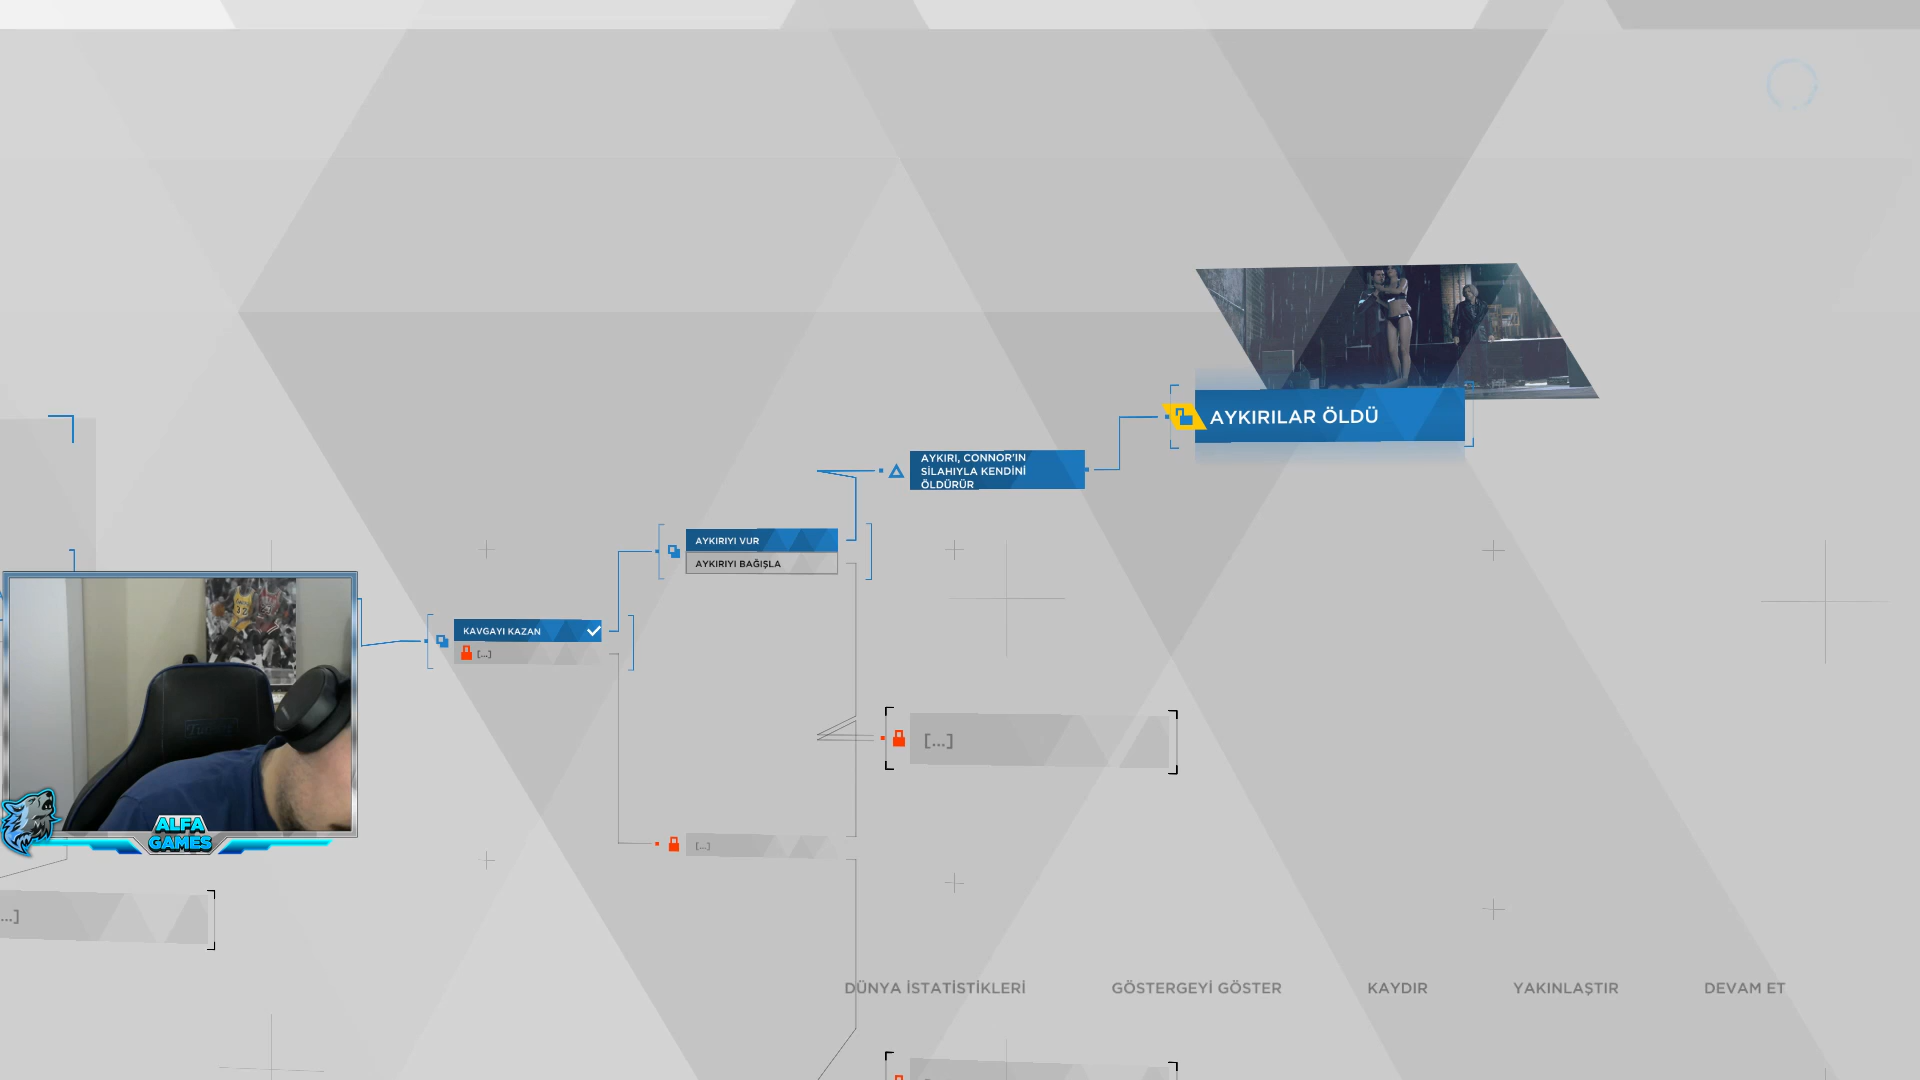 AYKIRILAR ÖLDÜ
AYKIRI, CONNOR'IN
SİLAHIYLA KENDİNİ
ÖLDÜRÜR
AYKIRIYI VUR
AYKIRIYI BAĞIŞLA
KAVGAYI KAZAN
[...]
[...]
[...]
...]
32
ALFA
GAMES
DÜNYA İSTATİSTİKLERİ
GÖSTERGEYİ GÖSTER
KAYDIR
YAKINLAŞTIR
DEVAM ET